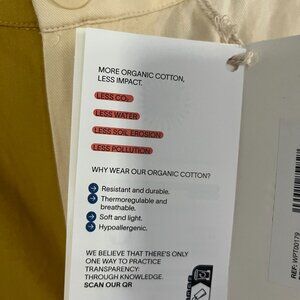 MORE ORGANIC COTTON,
LESS IMPACT.
LESS CO₂
LESS WATER
LESS SOIL EROSION
LESS POLLUTION
WHY WEAR OUR ORGANIC COTTON?
Resistant and durable.
Thermoregulable and
breathable.
Soft and light.
Hypoallergenic.
WE BELIEVE THAT THERE'S ONLY
ONE WAY TO PRACTICE
TRANSPARENCY:
THROUGH KNOWLEDGE.
SCAN OUR QR
REF. WPT00179